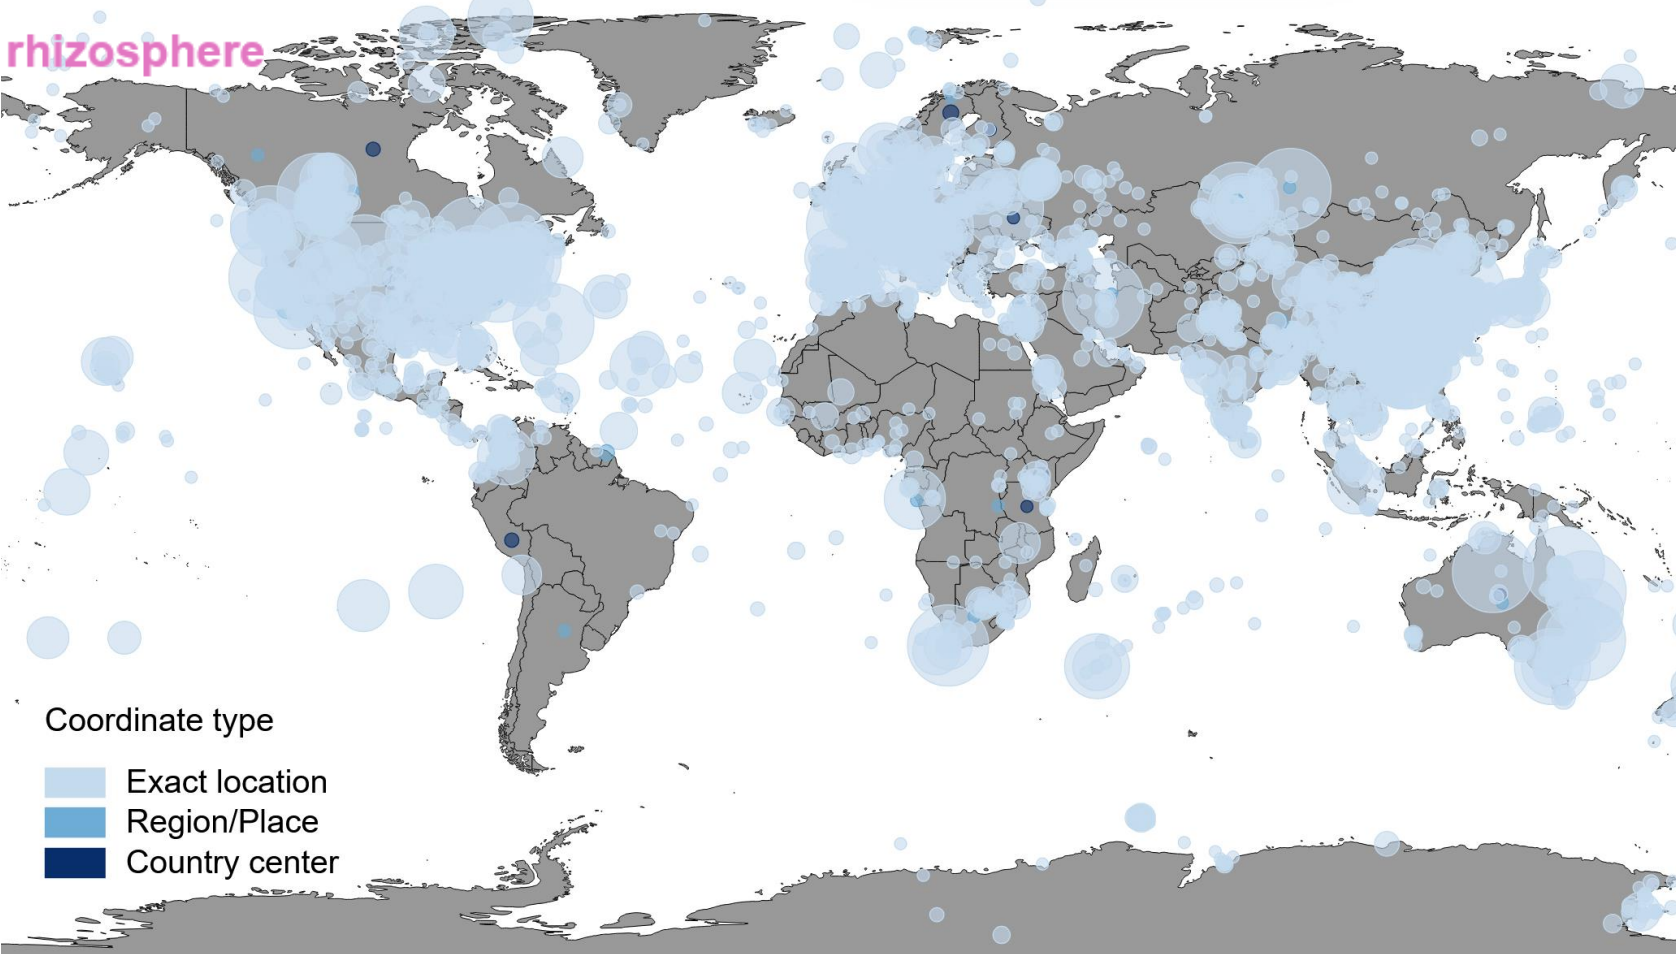 rhizosphere
Coordinate type
Exact location
Region/Place
Country center